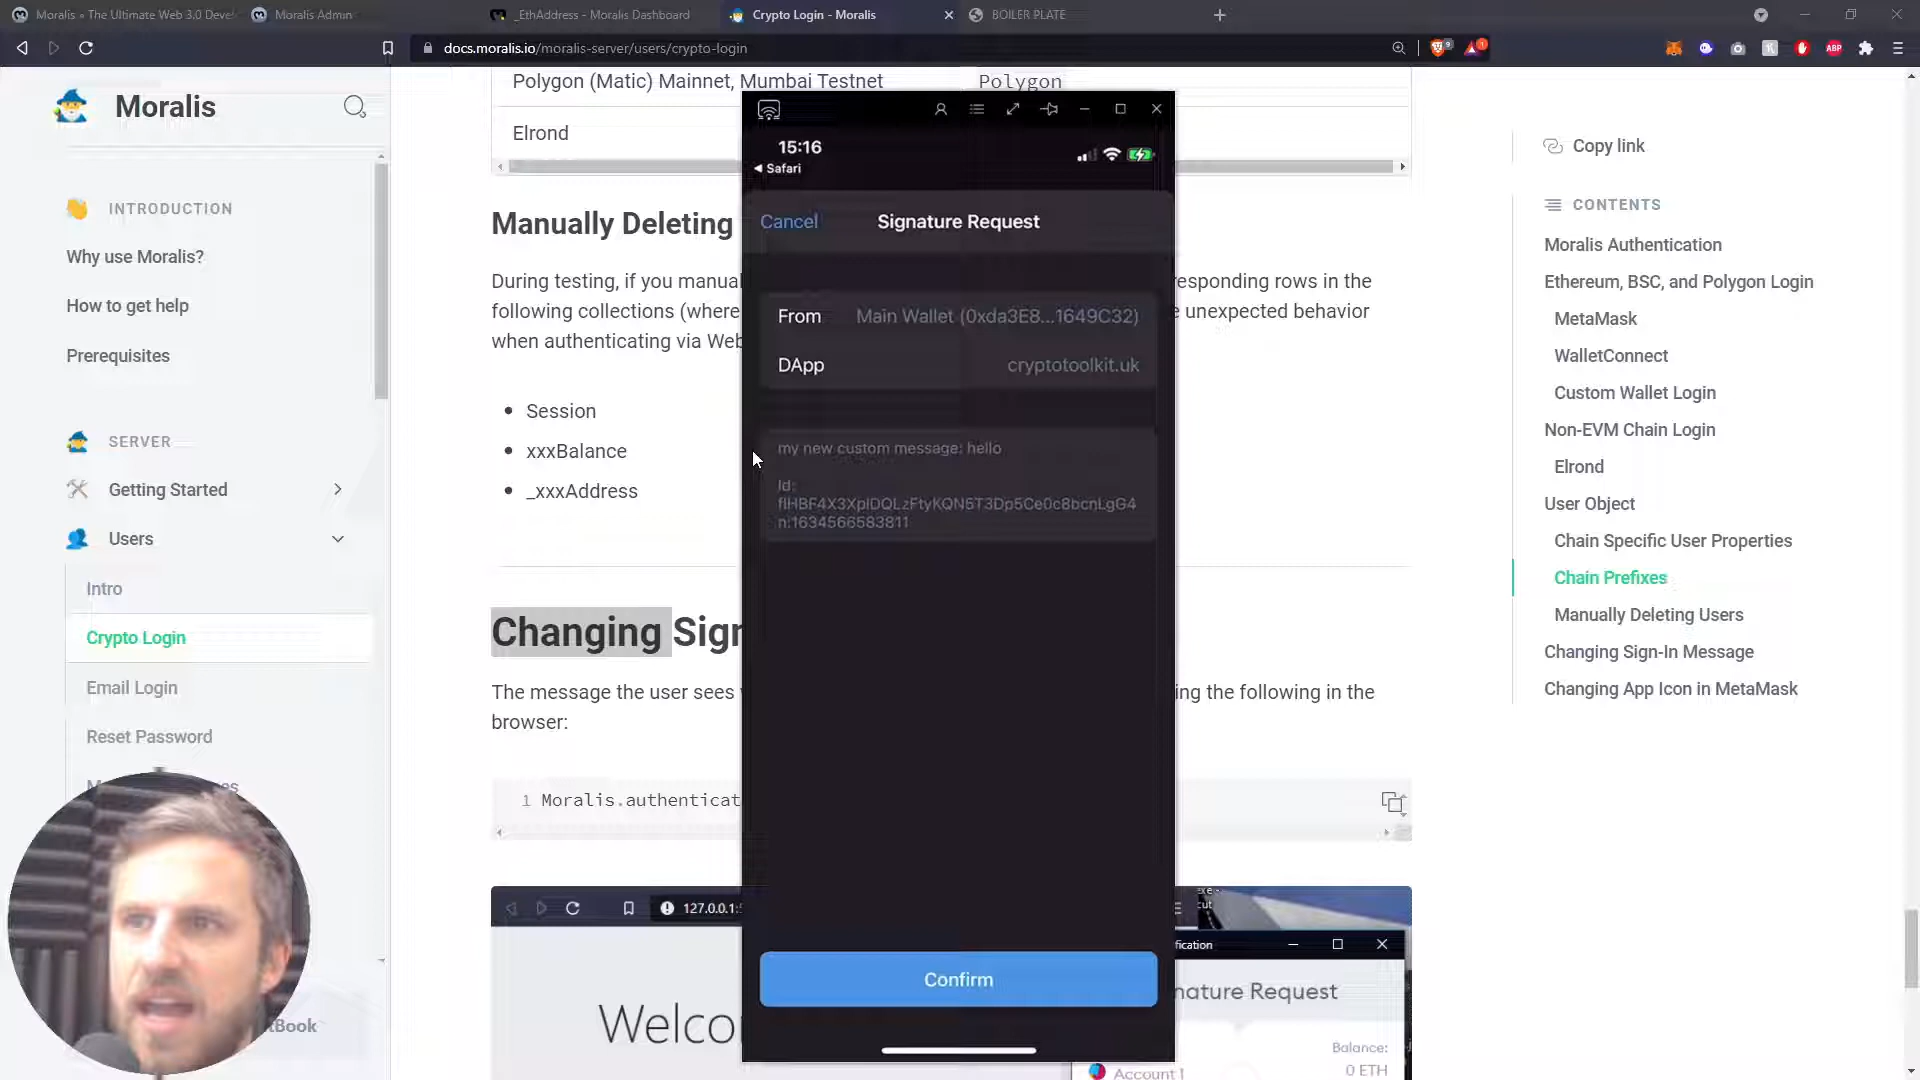 Moralis » The Ultimate Web 3.0 Deve
Moralis Admin
_EthAddress - Moralis Dashboard
Crypto Login - Moralis
BOILER PLATE
docs.moralis.io/moralis-server/users/crypto-login
Moralis
INTRODUCTION
Why use Moralis?
How to get help
Prerequisites
SERVER
Getting Started
Users
Intro
Crypto Login
Email Login
Reset Password
Polygon (Matic) Mainnet, Mumbai Testnet
Polygon
Elrond
Manually Deleting
During testing, if you manual
responding rows in the
following collections (where
unexpected behavior
when authenticating via Web
Session
xxxBalance
_xxxAddress
Changing Sign
The message the user sees
ing the following in the
browser:
1 Moralis.authenticat
127.0.0.1:5
Welco
fication
nature Request
Balance:
0 ETH
Account 1
15:16
Safari
Cancel
Signature Request
From
Main Wallet (0xda3E8...1649C32)
DApp
cryptotoolkit.uk
my new custom message: hello
Id:
fIHBF4X3XpIDQLzFtyKQN5T3Dp5Ce0c8bcnLgG4
n:1634566583811
Confirm
Copy link
CONTENTS
Moralis Authentication
Ethereum, BSC, and Polygon Login
MetaMask
WalletConnect
Custom Wallet Login
Non-EVM Chain Login
Elrond
User Object
Chain Specific User Properties
Chain Prefixes
Manually Deleting Users
Changing Sign-In Message
Changing App Icon in MetaMask